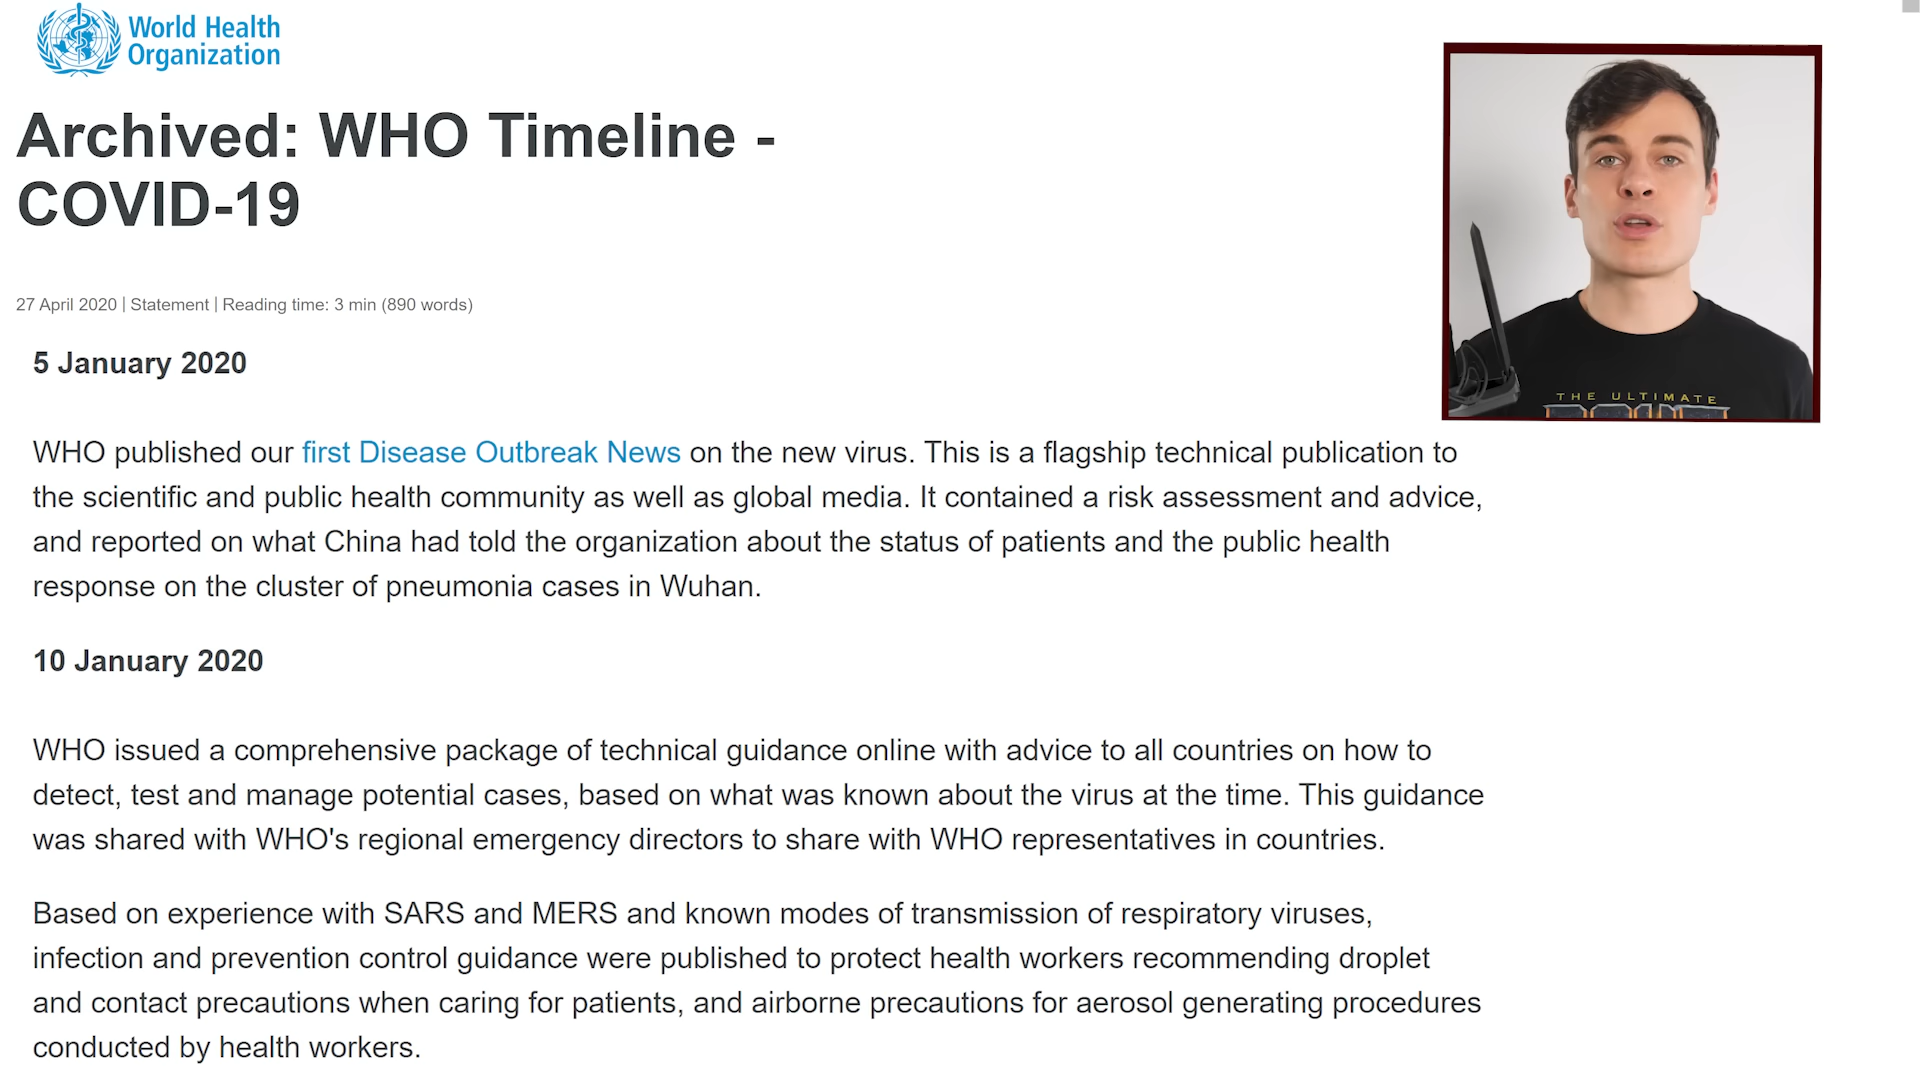 World Health
Organization
Archived: WHO Timeline -
COVID-19
27 April 2020 | Statement | Reading time: 3 min (890 words)
5 January 2020
WHO published our first Disease Outbreak News on the new virus. This is a flagship technical publication to
the scientific and public health community as well as global media. It contained a risk assessment and advice,
and reported on what China had told the organization about the status of patients and the public health
response on the cluster of pneumonia cases in Wuhan.
10 January 2020
WHO issued a comprehensive package of technical guidance online with advice to all countries on how to
detect, test and manage potential cases, based on what was known about the virus at the time. This guidance
was shared with WHO's regional emergency directors to share with WHO representatives in countries.
Based on experience with SARS and MERS and known modes of transmission of respiratory viruses,
infection and prevention control guidance were published to protect health workers recommending droplet
and contact precautions when caring for patients, and airborne precautions for aerosol generating procedures
conducted by health workers.
THE ULTIMATE